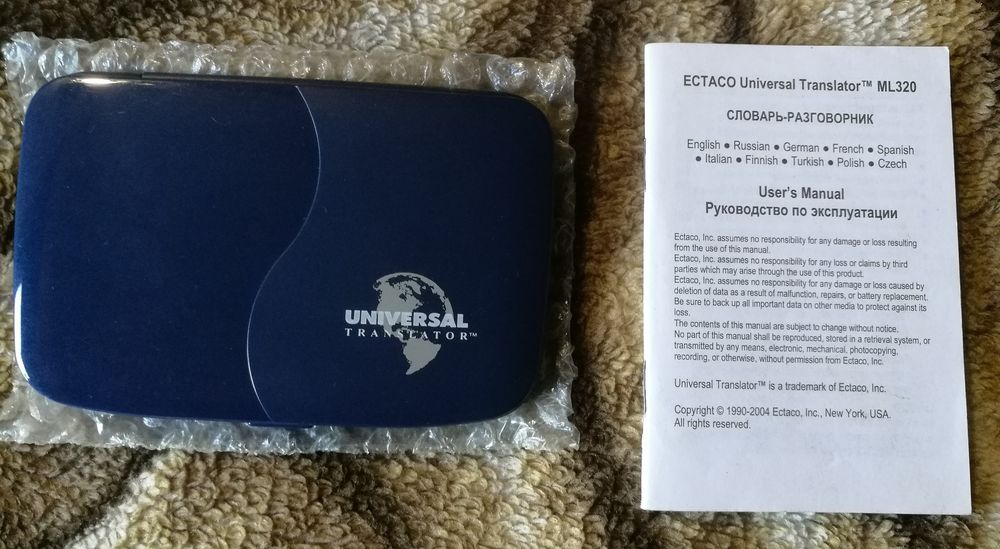 UNIVERSAL
TRANSLATOR™
ECTACO Universal Translator™ ML320
СЛОВАРЬ-РАЗГОВОРНИК
English ● Russian ● German ● French ● Spanish
● Italian ● Finnish ● Turkish ● Polish ● Czech
User's Manual
Руководство по эксплуатации
Ectaco, Inc. assumes no responsibility for any damage or loss resulting
from the use of this manual.
Ectaco, Inc. assumes no responsibility for any loss or claims by third
parties which may arise through the use of this product.
Ectaco, Inc. assumes no responsibility for any damage or loss caused by
deletion of data as a result of malfunction, repairs, or battery replacement.
Be sure to back up all important data on other media to protect against its
loss.
The contents of this manual are subject to change without notice.
No part of this manual shall be reproduced, stored in a retrieval system, or
transmitted by any means, electronic, mechanical, photocopying,
recording, or otherwise, without permission from Ectaco, Inc.
Universal Translator™ is a trademark of Ectaco, Inc.
Copyright © 1990-2004 Ectaco, Inc., New York, USA.
All rights reserved.